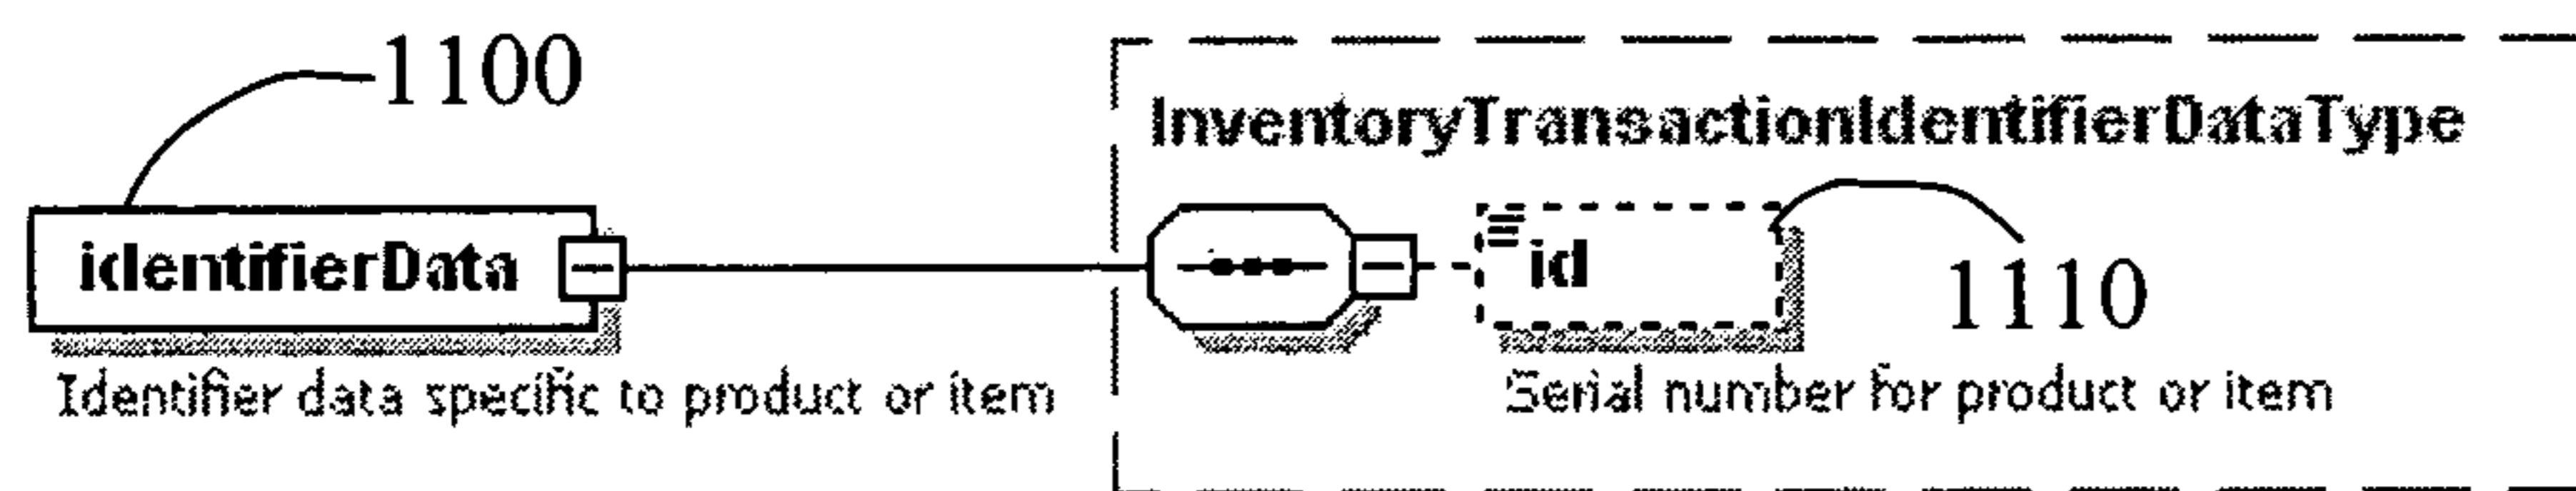 1100
InventoryTransactionIdentifierDataType
identifierData
id
1110
Identifier data specific to product or item
Serial number for product or item